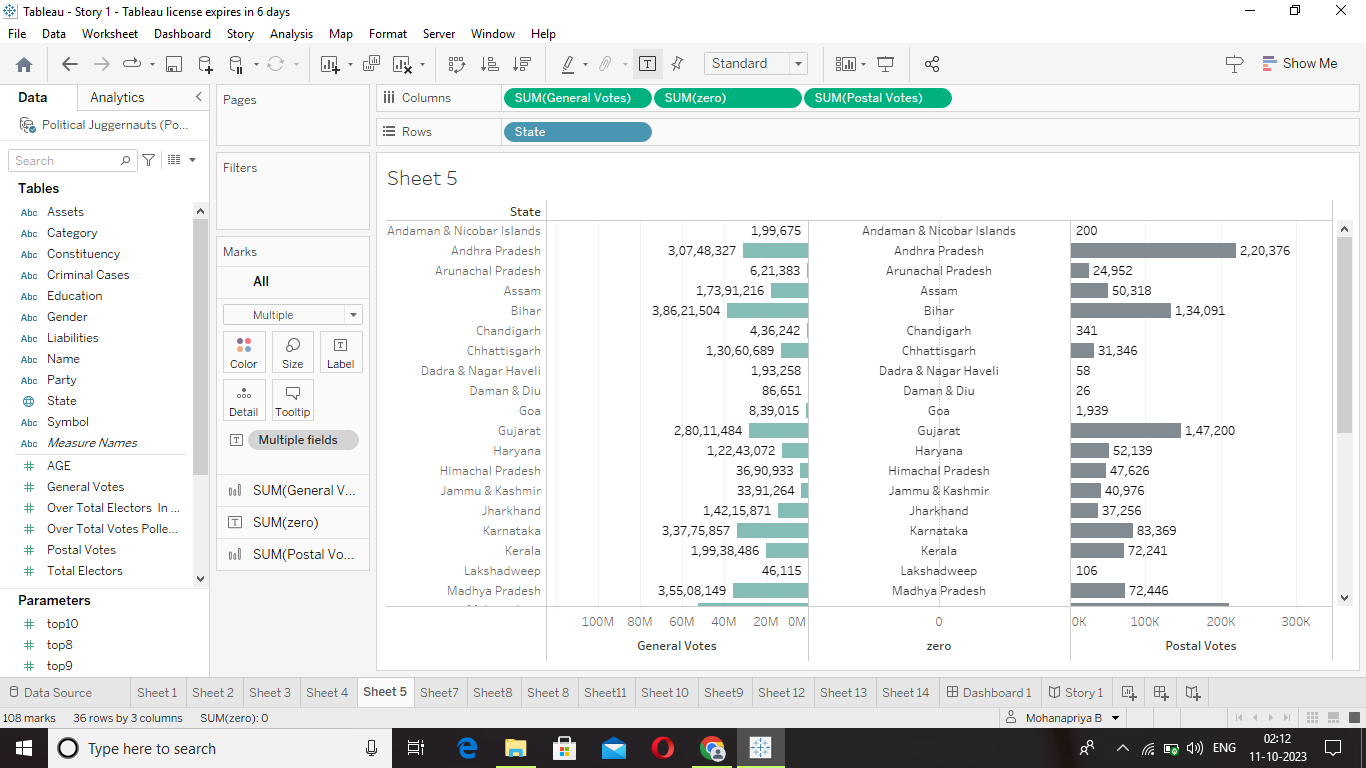 Tableau - Story 1 - Tableau license expires in 6 days
File Data Worksheet Dashboard Story Analysis Map Format Server Window Help
Standard
Show Me
Data Analytics
Political Juggernauts (Po...
Search
Tables
Abc Assets
Abc Category
Abc Constituency
Abc Criminal Cases
Abc Education
Abc Gender
Abc Liabilities
Abc Name
Abc Party
State
Abc Symbol
Abc Measure Names
AGE
General Votes
Over Total Electors In ...
Over Total Votes Polle...
Postal Votes
Total Electors
Parameters
top10
top8
top9
Pages
Filters
Marks
All
Multiple
Color Size Label
Detail Tooltip
Multiple fields
SUM(General V...
SUM(zero)
SUM(Postal Vo...
Columns SUM(General Votes) SUM(zero) SUM(Postal Votes)
Rows State
Sheet 5
State
Andaman & Nicobar Islands 1,99,675 Andaman & Nicobar Islands 200
Andhra Pradesh 3,07,48,327 Andhra Pradesh 2,20,376
Arunachal Pradesh 6,21,383 Arunachal Pradesh 24,952
Assam 1,73,91,216 Assam 50,318
Bihar 3,86,21,504 Bihar 1,34,091
Chandigarh 4,36,242 Chandigarh 341
Chhattisgarh 1,30,60,689 Chhattisgarh 31,346
Dadra & Nagar Haveli 1,93,258 Dadra & Nagar Haveli 58
Daman & Diu 86,651 Daman & Diu 26
Goa 8,39,015 Goa 1,939
Gujarat 2,80,11,484 Gujarat 1,47,200
Haryana 1,22,43,072 Haryana 52,139
Himachal Pradesh 36,90,933 Himachal Pradesh 47,626
Jammu & Kashmir 33,91,264 Jammu & Kashmir 40,976
Jharkhand 1,42,15,871 Jharkhand 37,256
Karnataka 3,37,75,857 Karnataka 83,369
Kerala 1,99,38,486 Kerala 72,241
Lakshadweep 46,115 Lakshadweep 106
Madhya Pradesh 3,55,08,149 Madhya Pradesh 72,446
100M 80M 60M 40M 20M 0M 0 0K 100K 200K 300K
General Votes zero Postal Votes
Data Source Sheet 1 Sheet 2 Sheet 3 Sheet 4 Sheet 5 Sheet7 Sheet8 Sheet 8 Sheet11 Sheet 10 Sheet9 Sheet 12 Sheet 13 Sheet 14 Dashboard 1 Story 1
108 marks 36 rows by 3 columns SUM(zero): 0 Mohanapriya B
Type here to search
ENG
02:12
11-10-2023